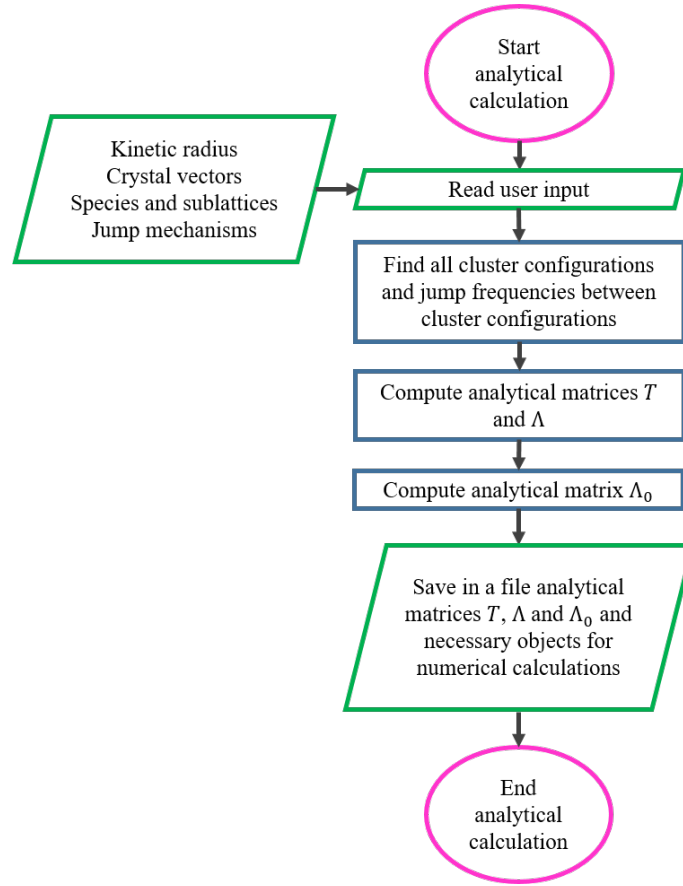 Start
analytical
calculation
Kinetic radius
Crystal vectors
Species and sublattices
Jump mechanisms
Read user input
Find all cluster configurations
and jump frequencies between
cluster configurations
Compute analytical matrices T
and Λ
Compute analytical matrix Λ₀
Save in a file analytical
matrices T, Λ and Λ₀ and
necessary objects for
numerical calculations
End
analytical
calculation